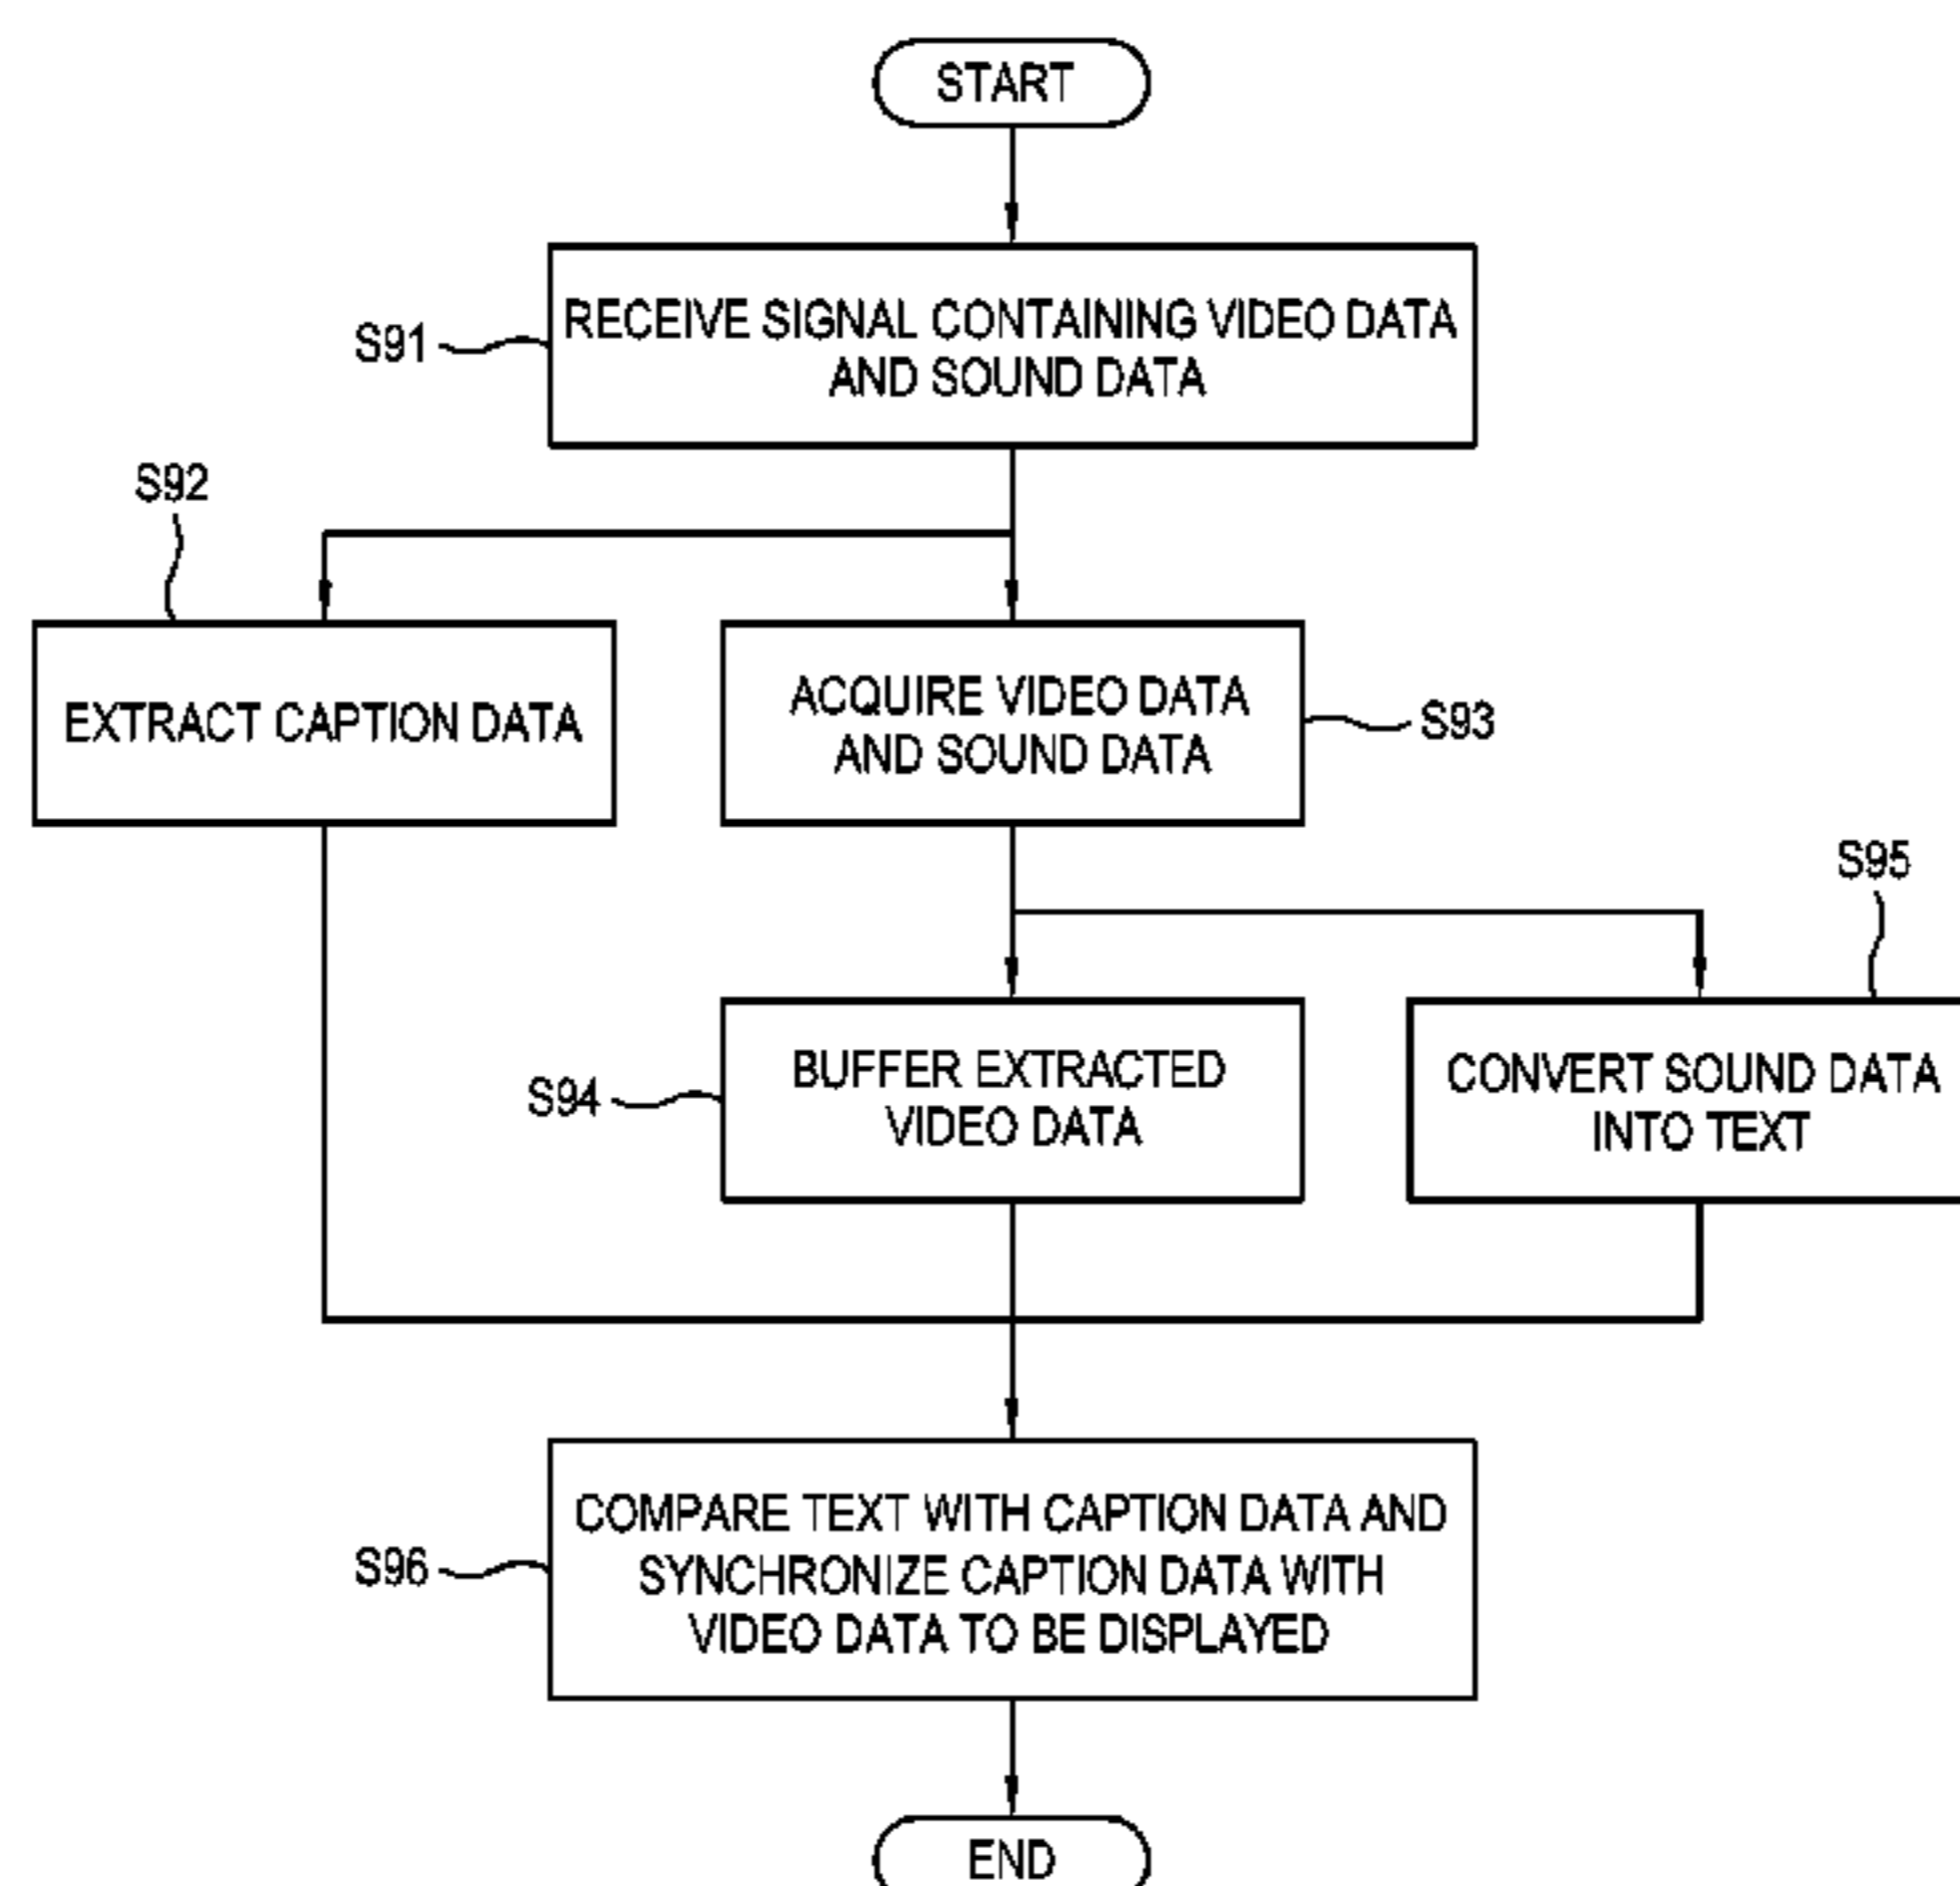 START
S91
RECEIVE SIGNAL CONTAINING VIDEO DATA
AND SOUND DATA
S92
EXTRACT CAPTION DATA
ACQUIRE VIDEO DATA
AND SOUND DATA
S93
S95
S94
BUFFER EXTRACTED
VIDEO DATA
CONVERT SOUND DATA
INTO TEXT
S96
COMPARE TEXT WITH CAPTION DATA AND
SYNCHRONIZE CAPTION DATA WITH
VIDEO DATA TO BE DISPLAYED
END